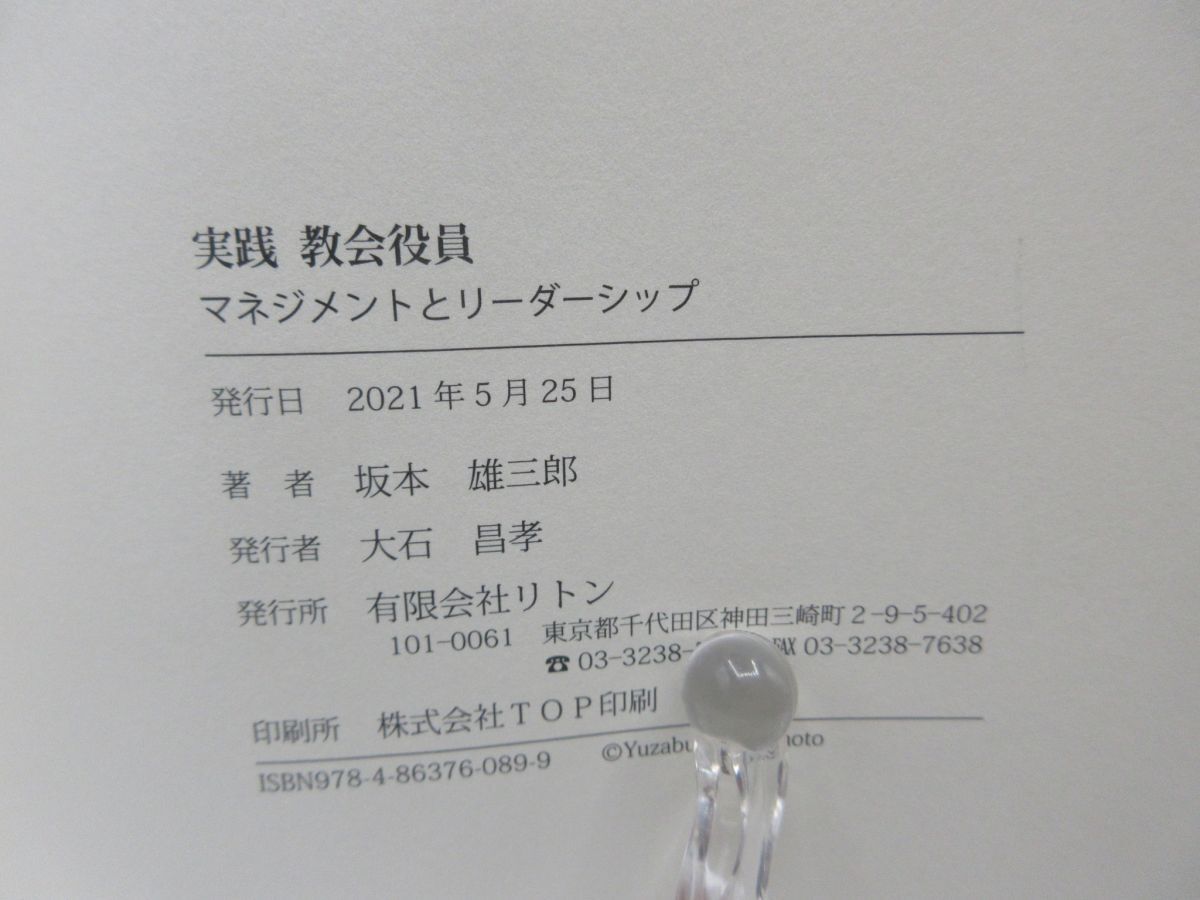 実践 教会役員
マネジメントとリーダーシップ
発行日 2021年5月25日
著 者 坂本 雄三郎
発行者 大石 昌孝
発行所 有限会社リトン
101-0061 東京都千代田区神田三崎町2-9-5-402
☎ 03-3238- FAX 03-3238-7638
印刷所 株式会社TOP印刷
ISBN978-4-86376-089-9 ©Yuzabu